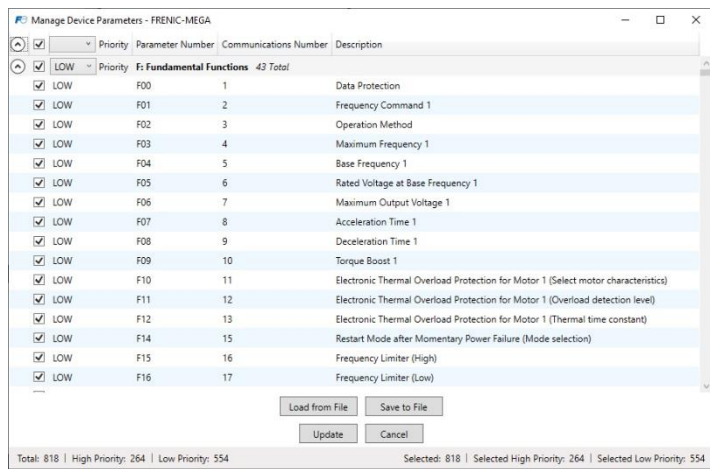 Manage Device Parameters - FRENIC-MEGA
Priority Parameter Number Communications Number Description
LOW Priority F: Fundamental Functions 43 Total
LOW F00 1 Data Protection
LOW F01 2 Frequency Command 1
LOW F02 3 Operation Method
LOW F03 4 Maximum Frequency 1
LOW F04 5 Base Frequency 1
LOW F05 6 Rated Voltage at Base Frequency 1
LOW F06 7 Maximum Output Voltage 1
LOW F07 8 Acceleration Time 1
LOW F08 9 Deceleration Time 1
LOW F09 10 Torque Boost 1
LOW F10 11 Electronic Thermal Overload Protection for Motor 1 (Select motor characteristics)
LOW F11 12 Electronic Thermal Overload Protection for Motor 1 (Overload detection level)
LOW F12 13 Electronic Thermal Overload Protection for Motor 1 (Thermal time constant)
LOW F14 15 Restart Mode after Momentary Power Failure (Mode selection)
LOW F15 16 Frequency Limiter (High)
LOW F16 17 Frequency Limiter (Low)
Load from File Save to File
Update Cancel
Total: 818 | High Priority: 264 | Low Priority: 554 Selected: 818 | Selected High Priority: 264 | Selected Low Priority: 554